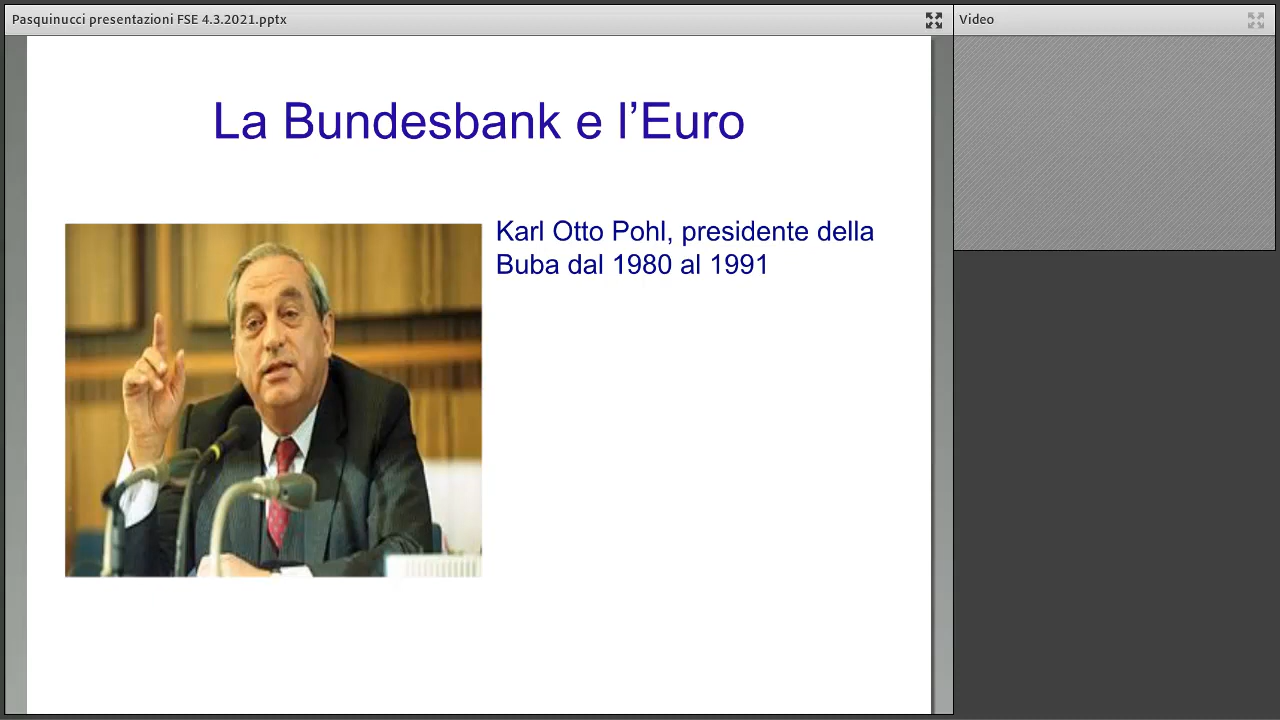 Pasquinucci presentazioni FSE 4.3.2021.pptx
Video
La Bundesbank e l’Euro
Karl Otto Pohl, presidente della
Buba dal 1980 al 1991